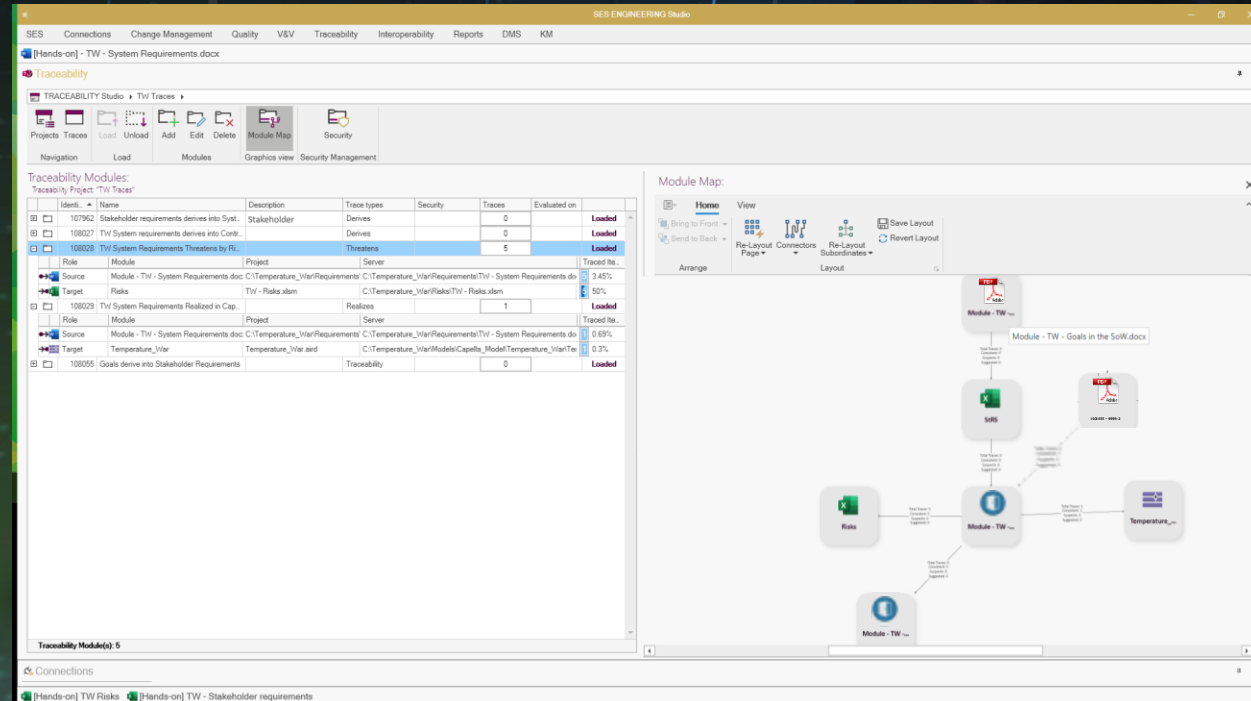 SES ENGINEERING Studio
SES Connections Change Management Quality V&V Traceability Interoperability Reports DMS KM
[Hands-on] - TW - System Requirements.docx
Traceability
TRACEABILITY Studio TW Traces
Projects Traces Load Unload Add Edit Delete Module Map Security
Navigation Load Modules Graphics view Security Management
Traceability Modules:
Traceability Project: "TW Traces"
Identi.. Name Description Trace types Security Traces Evaluated on
107962 Stakeholder requirements derives into Syst.. Stakeholder Derives 0 Loaded
108027 TW System requirements derives into Contr.. Derives 0 Loaded
108028 TW System Requirements Threatens by Ri.. Threatens 5 Loaded
Role Module Project Server Traced Ite..
Source Module - TW - System Requirements.doc C:\Temperature_War\Requirements\ C:\Temperature_War\Requirements\TW - System Requirements.do 5 3.45%
Target Risks TW - Risks.xlsm C:\Temperature_War\Risks\TW - Risks.xlsm 4 50%
108029 TW System Requirements Realized in Cap.. Realizes 1 Loaded
Role Module Project Server Traced Ite..
Source Module - TW - System Requirements.doc C:\Temperature_War\Requirements\ C:\Temperature_War\Requirements\TW - System Requirements.do 1 0.69%
Target Temperature_War Temperature_War.aird C:\Temperature_War\Models\Capella_Model\Temperature_War\Te 1 0.3%
108055 Goals derive into Stakeholder Requirements Traceability 0 Loaded
Traceability Module(s): 5
Module Map:
Home View
Bring to Front
Send to Back
Re-Layout Page
Connectors
Re-Layout Subordinates
Save Layout
Revert Layout
Arrange Layout
PDF
Adobe
Module - TW -...
Module - TW - Goals in the SoW.docx
StRS
PDF
Adobe
Risks
Module - TW -...
Temperature_...
Module - TW -...
Connections
[Hands-on] TW Risks [Hands-on] TW - Stakeholder requirements